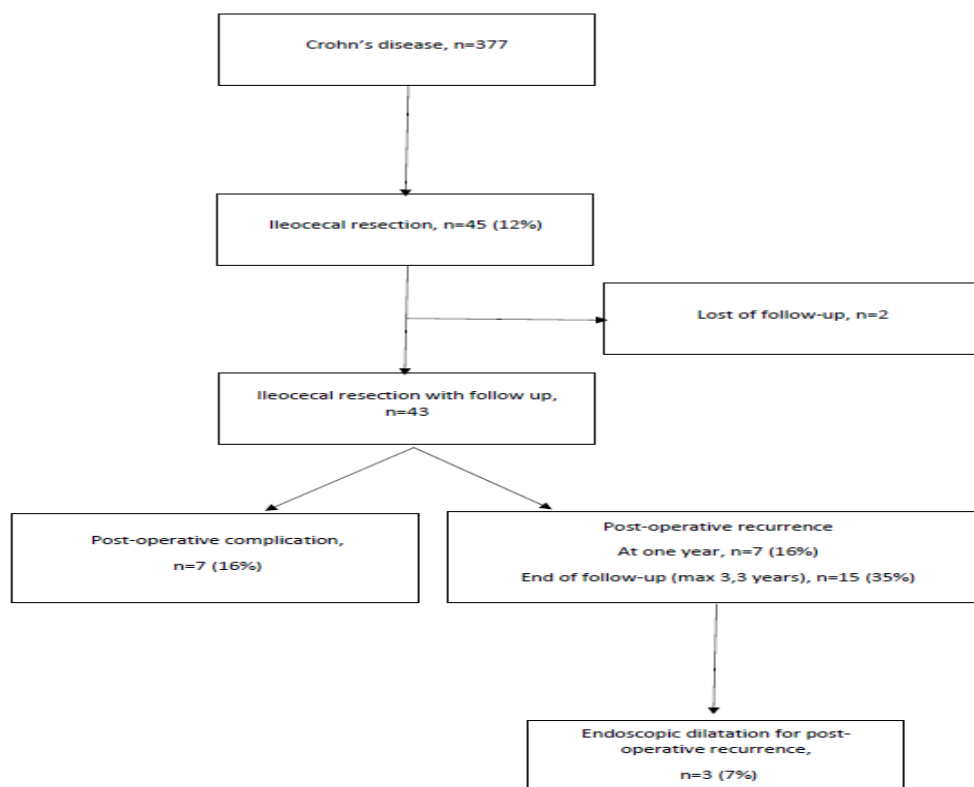 Crohn's disease, n=377
Ileocecal resection, n=45 (12%)
Lost of follow-up, n=2
Ileocecal resection with follow up,
n=43
Post-operative complication,
n=7 (16%)
Post-operative recurrence
At one year, n=7 (16%)
End of follow-up (max 3,3 years), n=15 (35%)
Endoscopic dilatation for post-
operative recurrence,
n=3 (7%)